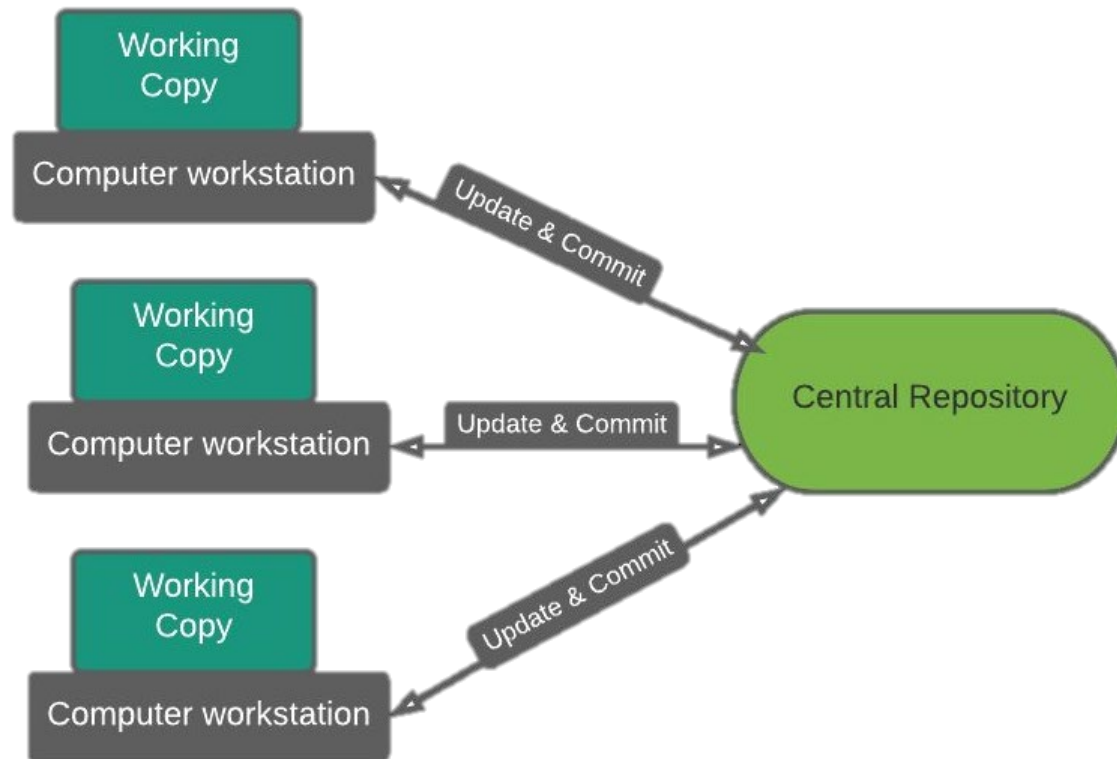 Working
Copy
Computer workstation
Update & Commit
Working
Copy
Computer workstation
Update & Commit
Central Repository
Working
Copy
Computer workstation
Update & Commit